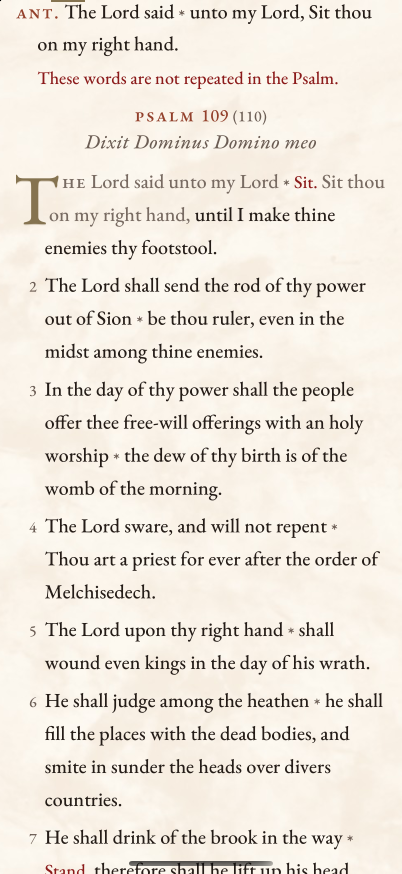 ANT. The Lord said * unto my Lord, Sit thou
on my right hand.
These words are not repeated in the Psalm.
PSALM 109 (110)
Dixit Dominus Domino meo
THE Lord said unto my Lord * Sit. Sit thou
on my right hand, until I make thine
enemies thy footstool.
2 The Lord shall send the rod of thy power
out of Sion * be thou ruler, even in the
midst among thine enemies.
3 In the day of thy power shall the people
offer thee free-will offerings with an holy
worship * the dew of thy birth is of the
womb of the morning.
4 The Lord sware, and will not repent *
Thou art a priest for ever after the order of
Melchisedech.
5 The Lord upon thy right hand * shall
wound even kings in the day of his wrath.
6 He shall judge among the heathen * he shall
fill the places with the dead bodies, and
smite in sunder the heads over divers
countries.
7 He shall drink of the brook in the way *
Stand. therefore shall he lift up his head